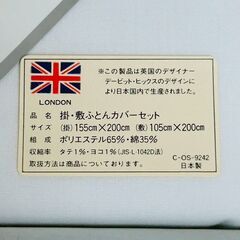 ※この製品は英国のデザイナー
デービット・ヒックスのデザイン
により日本国内で生産されました。
LONDON
品名 掛・敷ふとんカバーセット
サイズ (掛)155cm×200cm (敷)105cm×200cm
組成 ポリエステル65%・綿35%
収縮率 タテ1%・ヨコ1%(JIS-L-1042D法)
取扱方法は商品に表示しております。
C-OS-9242
日本製